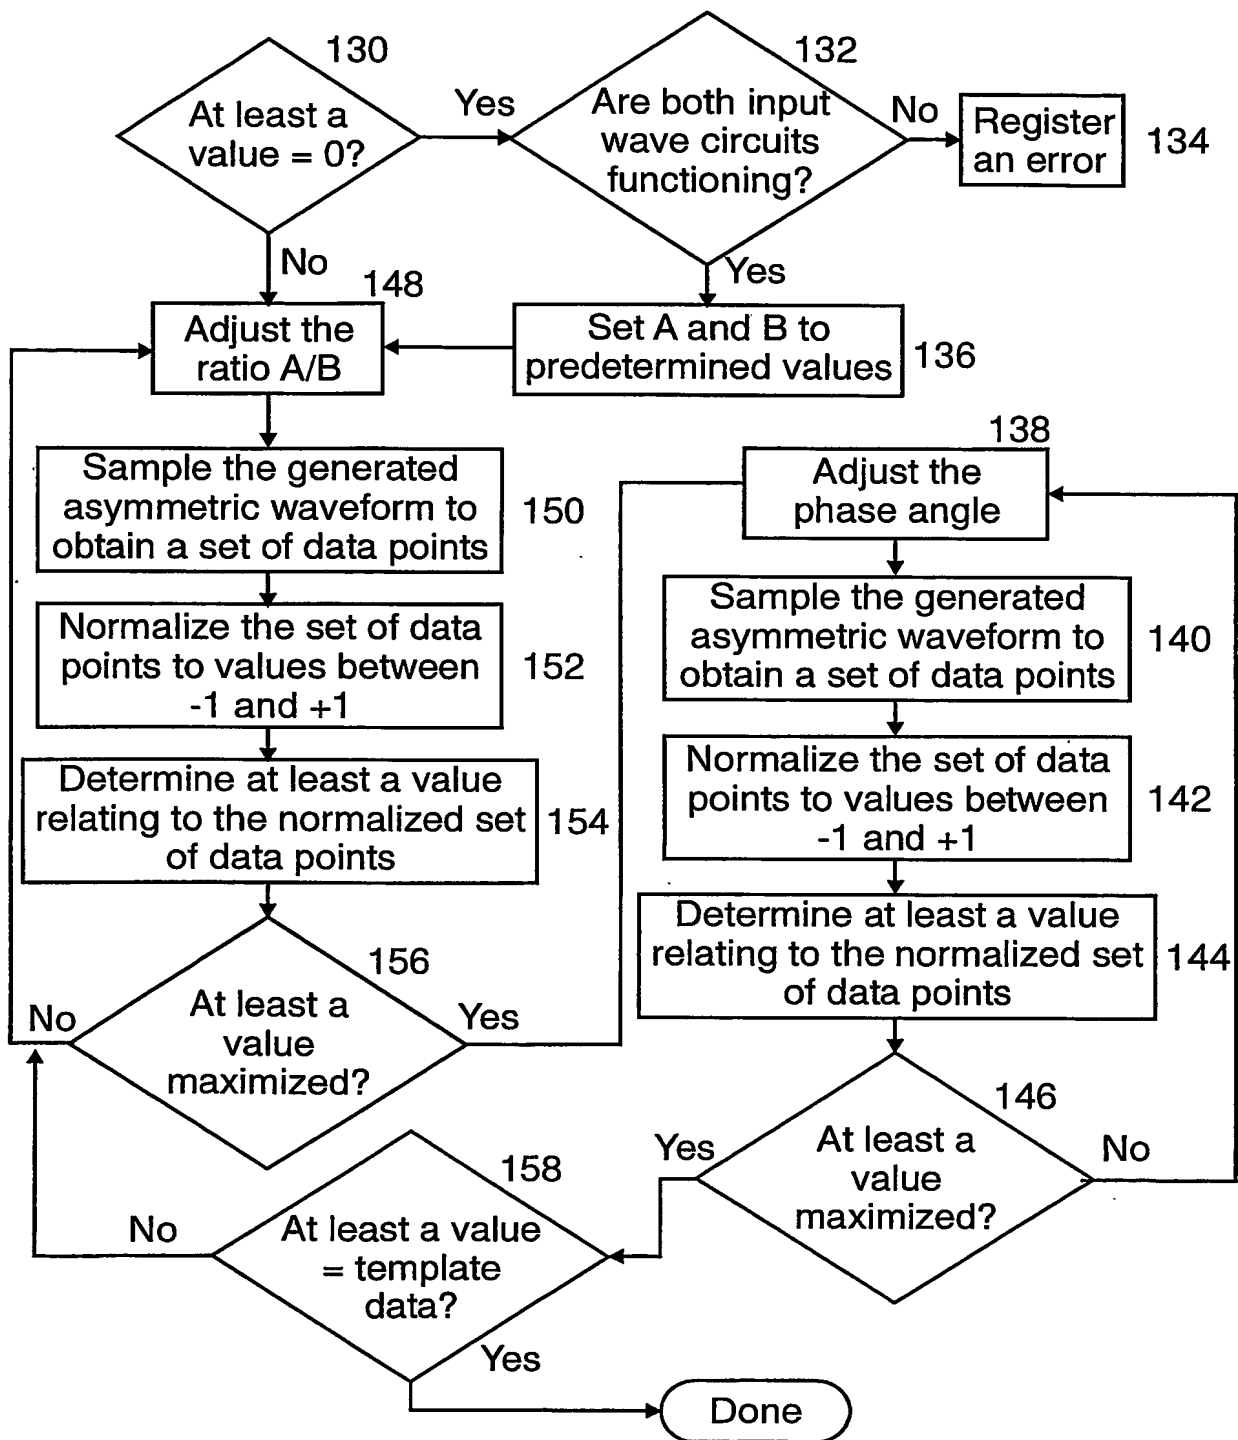 130
At least a
value = 0?
Yes
132
Are both input
wave circuits
functioning?
No
Register
an error
134
No
Yes
148
Adjust the
ratio A/B
Set A and B to
predetermined values
136
Sample the generated
asymmetric waveform to
obtain a set of data points
150
Normalize the set of data
points to values between
-1 and +1
152
Determine at least a value
relating to the normalized set
of data points
154
156
At least a
value
maximized?
No
Yes
138
Adjust the
phase angle
Sample the generated
asymmetric waveform to
obtain a set of data points
140
Normalize the set of data
points to values between
-1 and +1
142
Determine at least a value
relating to the normalized set
of data points
144
146
At least a
value
maximized?
Yes
No
158
At least a value
= template
data?
No
Yes
Done